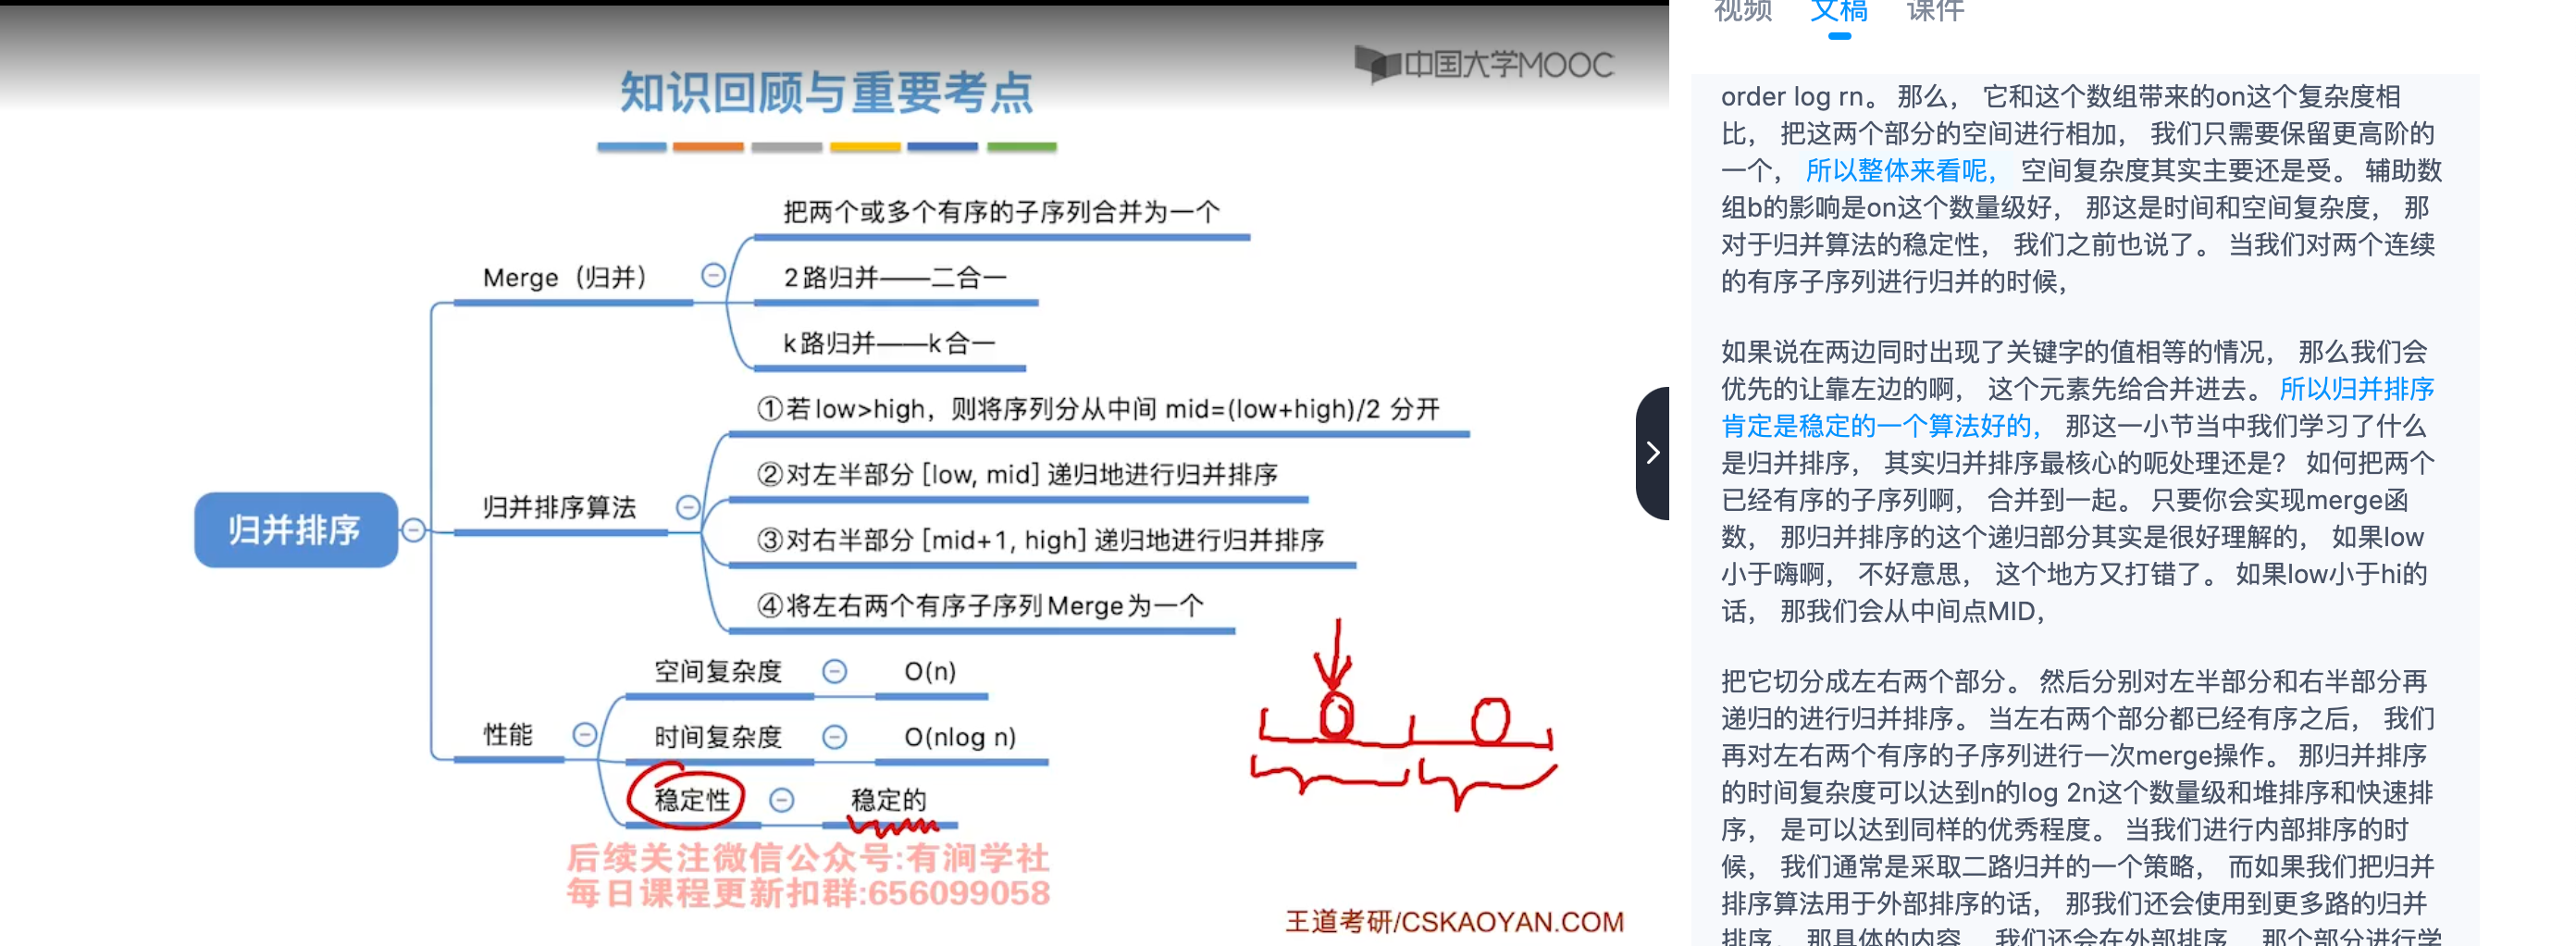 中国大学MOOC
知识回顾与重要考点
归并排序
Merge（归并）
把两个或多个有序的子序列合并为一个
2路归并——二合一
k路归并——k合一
归并排序算法
①若low>high，则将序列分从中间 mid=(low+high)/2 分开
②对左半部分 [low, mid] 递归地进行归并排序
③对右半部分 [mid+1, high] 递归地进行归并排序
④将左右两个有序子序列Merge为一个
性能
空间复杂度
O(n)
时间复杂度
O(nlog n)
稳定性
稳定的
后续关注微信公众号:有涧学社
每日课程更新扣群:656099058
王道考研/CSKAOYAN.COM
视频 文稿 课件
order log rn。 那么， 它和这个数组带来的on这个复杂度相
比， 把这两个部分的空间进行相加， 我们只需要保留更高阶的
一个， 所以整体来看呢， 空间复杂度其实主要还是受。 辅助数
组b的影响是on这个数量级好， 那这是时间和空间复杂度， 那
对于归并算法的稳定性， 我们之前也说了。 当我们对两个连续
的有序子序列进行归并的时候，
如果说在两边同时出现了关键字的值相等的情况， 那么我们会
优先的让靠左边的啊， 这个元素先给合并进去。 所以归并排序
肯定是稳定的一个算法好的， 那这一小节当中我们学习了什么
是归并排序， 其实归并排序最核心的呃处理还是？ 如何把两个
已经有序的子序列啊， 合并到一起。 只要你会实现merge函
数， 那归并排序的这个递归部分其实是很好理解的， 如果low
小于嗨啊， 不好意思， 这个地方又打错了。 如果low小于hi的
话， 那我们会从中间点MID，
把它切分成左右两个部分。 然后分别对左半部分和右半部分再
递归的进行归并排序。 当左右两个部分都已经有序之后， 我们
再对左右两个有序的子序列进行一次merge操作。 那归并排序
的时间复杂度可以达到n的log 2n这个数量级和堆排序和快速排
序， 是可以达到同样的优秀程度。 当我们进行内部排序的时
候， 我们通常是采取二路归并的一个策略， 而如果我们把归并
排序算法用于外部排序的话， 那我们还会使用到更多路的归并
排序， 那具体的内容， 我们还会在外部排序， 那个部分进行学